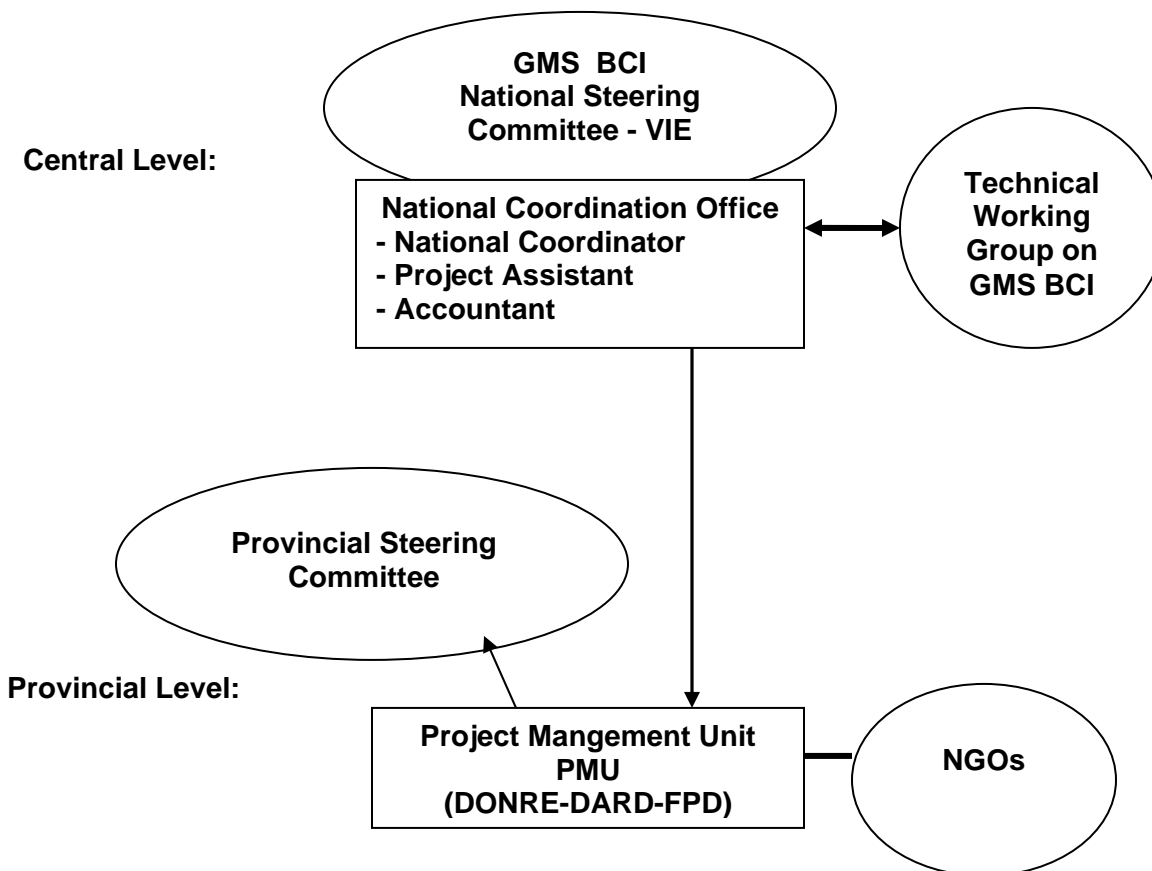 GMS BCI
National Steering
Committee - VIE
Central Level:
Technical
Working
Group on
GMS BCI
National Coordination Office
- National Coordinator
- Project Assistant
- Accountant
Provincial Steering
Committee
Provincial Level:
Project Mangement Unit
PMU
(DONRE-DARD-FPD)
NGOs